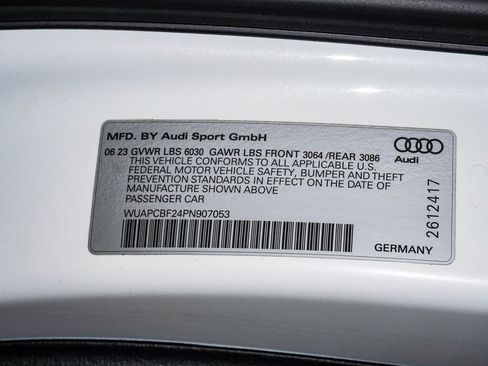 MFD. BY Audi Sport GmbH
06 23 GVWR LBS 6030 GAWR LBS FRONT 3064 /REAR 3086
THIS VEHICLE CONFORMS TO ALL APPLICABLE U.S.
FEDERAL MOTOR VEHICLE SAFETY, BUMPER AND THEFT
PREVENTION STANDARDS IN EFFECT ON THE DATE OF
MANUFACTURE SHOWN ABOVE
PASSENGER CAR
WUAPCBF24PN907053
Audi
2612417
GERMANY